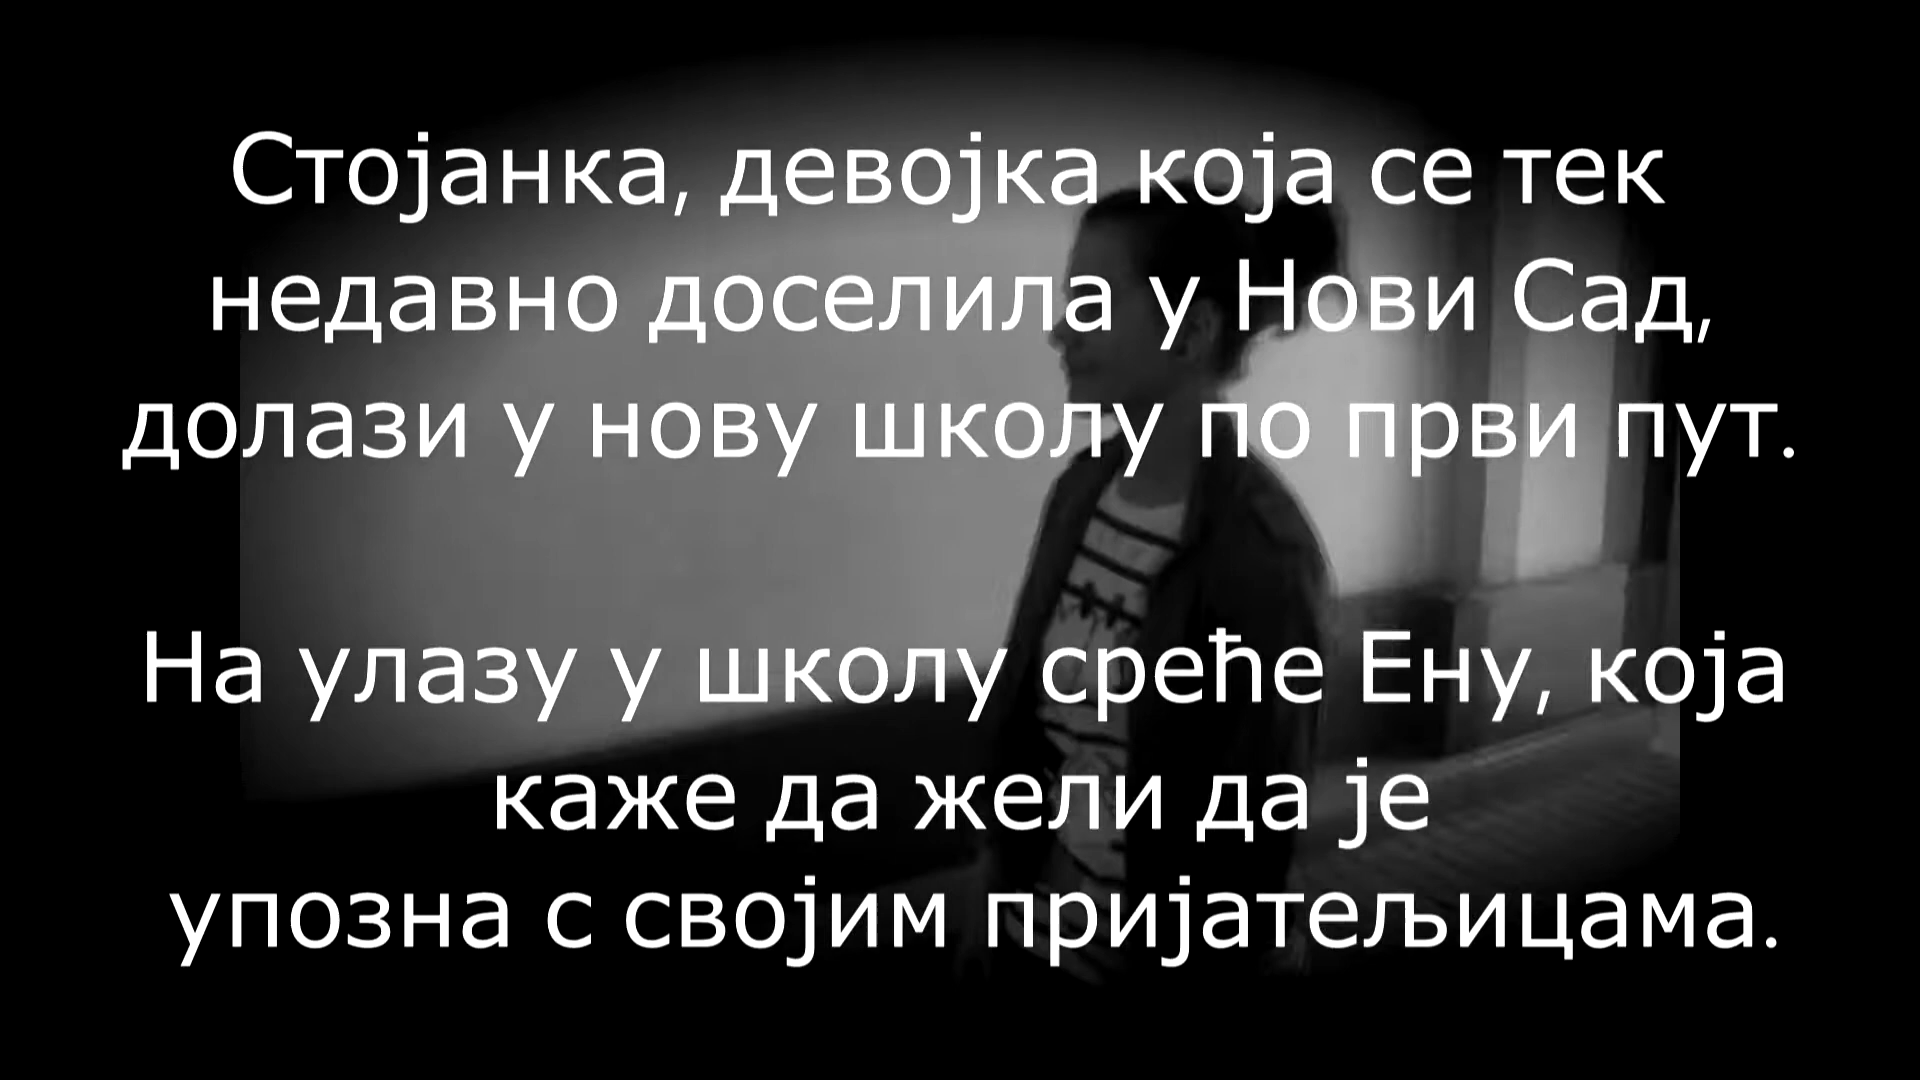 Стојанка, девојка која се тек
недавно доселила у Нови Сад,
долази у нову школу по први пут.
На улазу у школу среће Ену, која
каже да жели да је
упозна с својим пријатељицама.